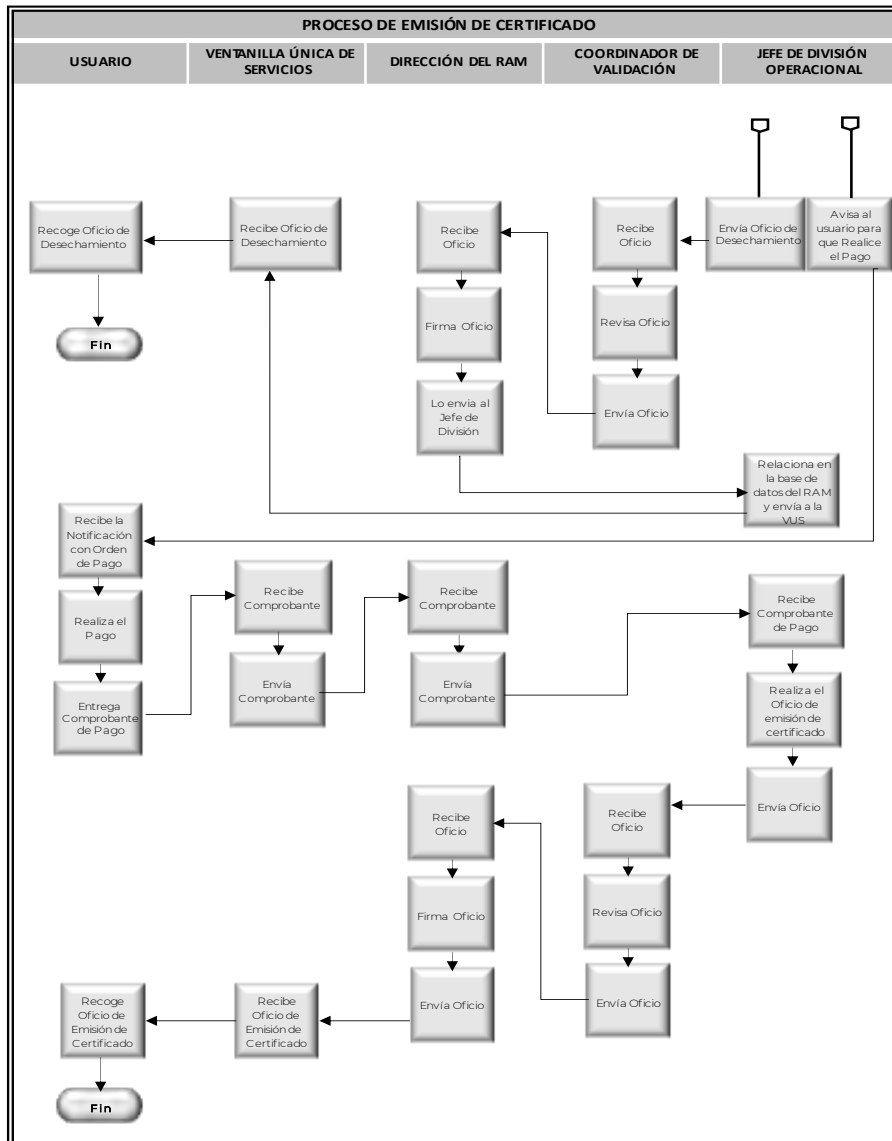 PROCESO DE EMISIÓN DE CERTIFICADO
USUARIO
VENTANILLA ÚNICA DE
SERVICIOS
DIRECCIÓN DEL RAM
COORDINADOR DE
VALIDACIÓN
JEFE DE DIVISIÓN
OPERACIONAL
Recoge Oficio de
Desechamiento
Recibe Oficio de
Desechamiento
Recibe
Oficio
Recibe
Oficio
Envía Oficio de
Desechamiento
Avisa al
usuario para
que Realice
el Pago
Fin
Firma Oficio
Revisa Oficio
Lo envia al
Jefe de
División
Envía Oficio
Relaciona en
la base de
datos del RAM
y envía a la
VUS
Recibe la
Notificación
con Orden
de Pago
Recibe
Comprobante
Recibe
Comprobante
Recibe
Comprobante
de Pago
Realiza el
Pago
Envía
Comprobante
Envía
Comprobante
Realiza el
Oficio de
emisión de
certificado
Entrega
Comprobante
de Pago
Envía Oficio
Recibe
Oficio
Recibe
Oficio
Firma Oficio
Revisa Oficio
Envía Oficio
Envía Oficio
Recoge
Oficio de
Emisión de
Certificado
Recibe
Oficio de
Emisión de
Certificado
Fin